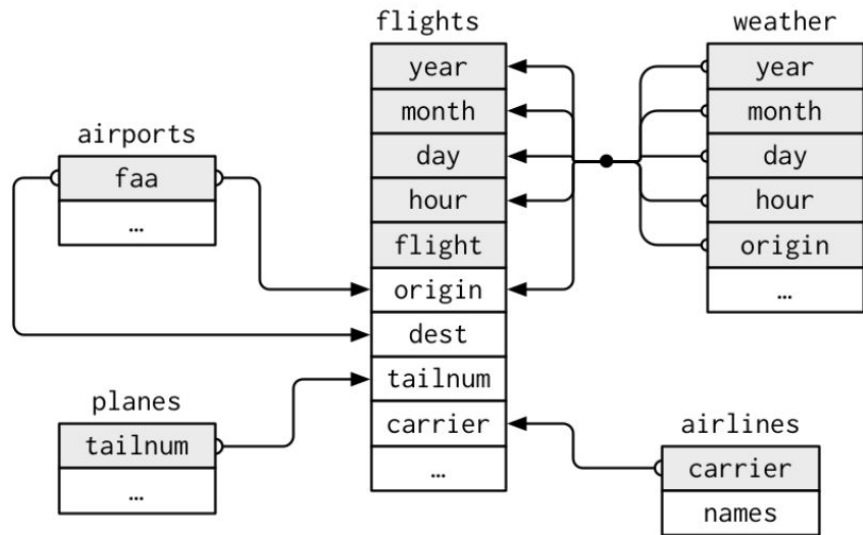 flights
year
month
day
hour
flight
origin
dest
tailnum
carrier
…
weather
year
month
day
hour
origin
…
airports
faa
…
planes
tailnum
…
airlines
carrier
names